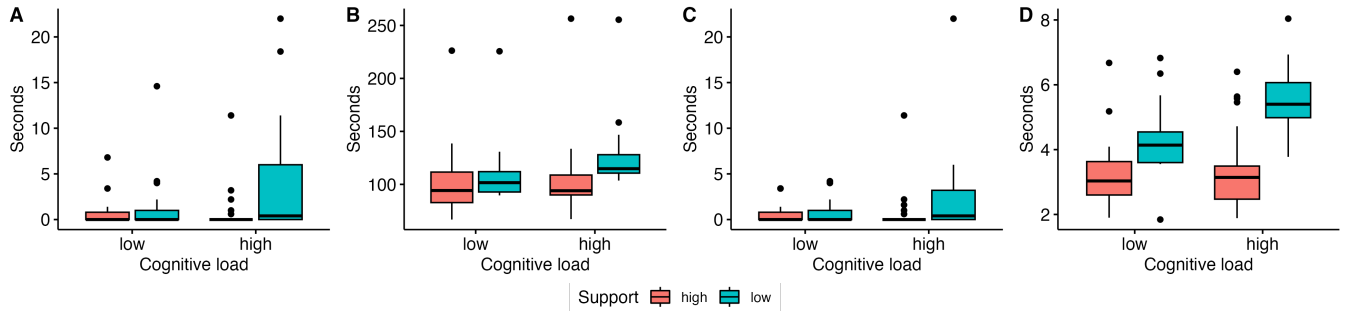 A
Seconds
20
15
10
5
0
low high
Cognitive load
B
Seconds
250
200
150
100
low high
Cognitive load
C
Seconds
20
15
10
5
0
low high
Cognitive load
D
Seconds
8
6
4
2
low high
Cognitive load
Support high low